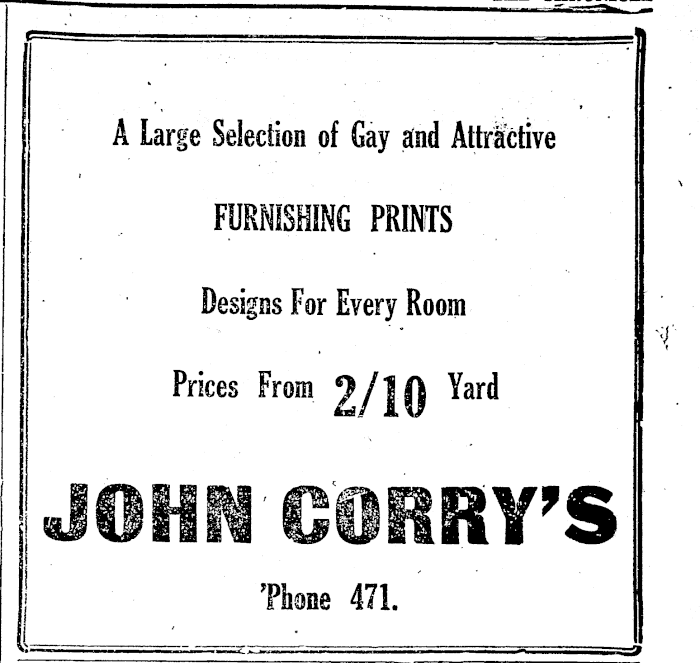 A Large Selection of Gay and Attractive
FURNISHING PRINTS
Designs For Every Room
Prices From 2/10 Yard
JOHN CORRY'S
'Phone 471.